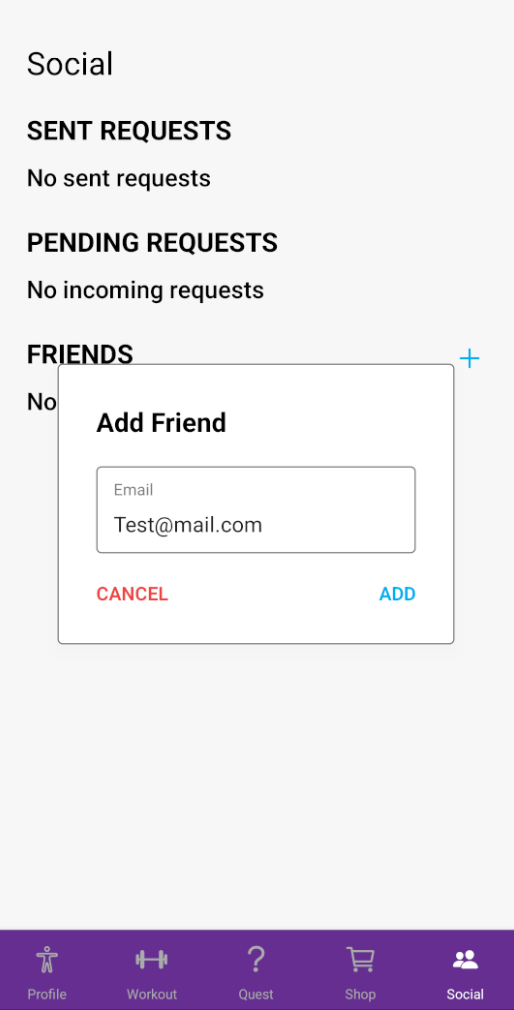 Social
SENT REQUESTS
No sent requests
PENDING REQUESTS
No incoming requests
FRIENDS
No
Add Friend
Email
Test@mail.com
CANCEL ADD
Profile Workout Quest Shop Social